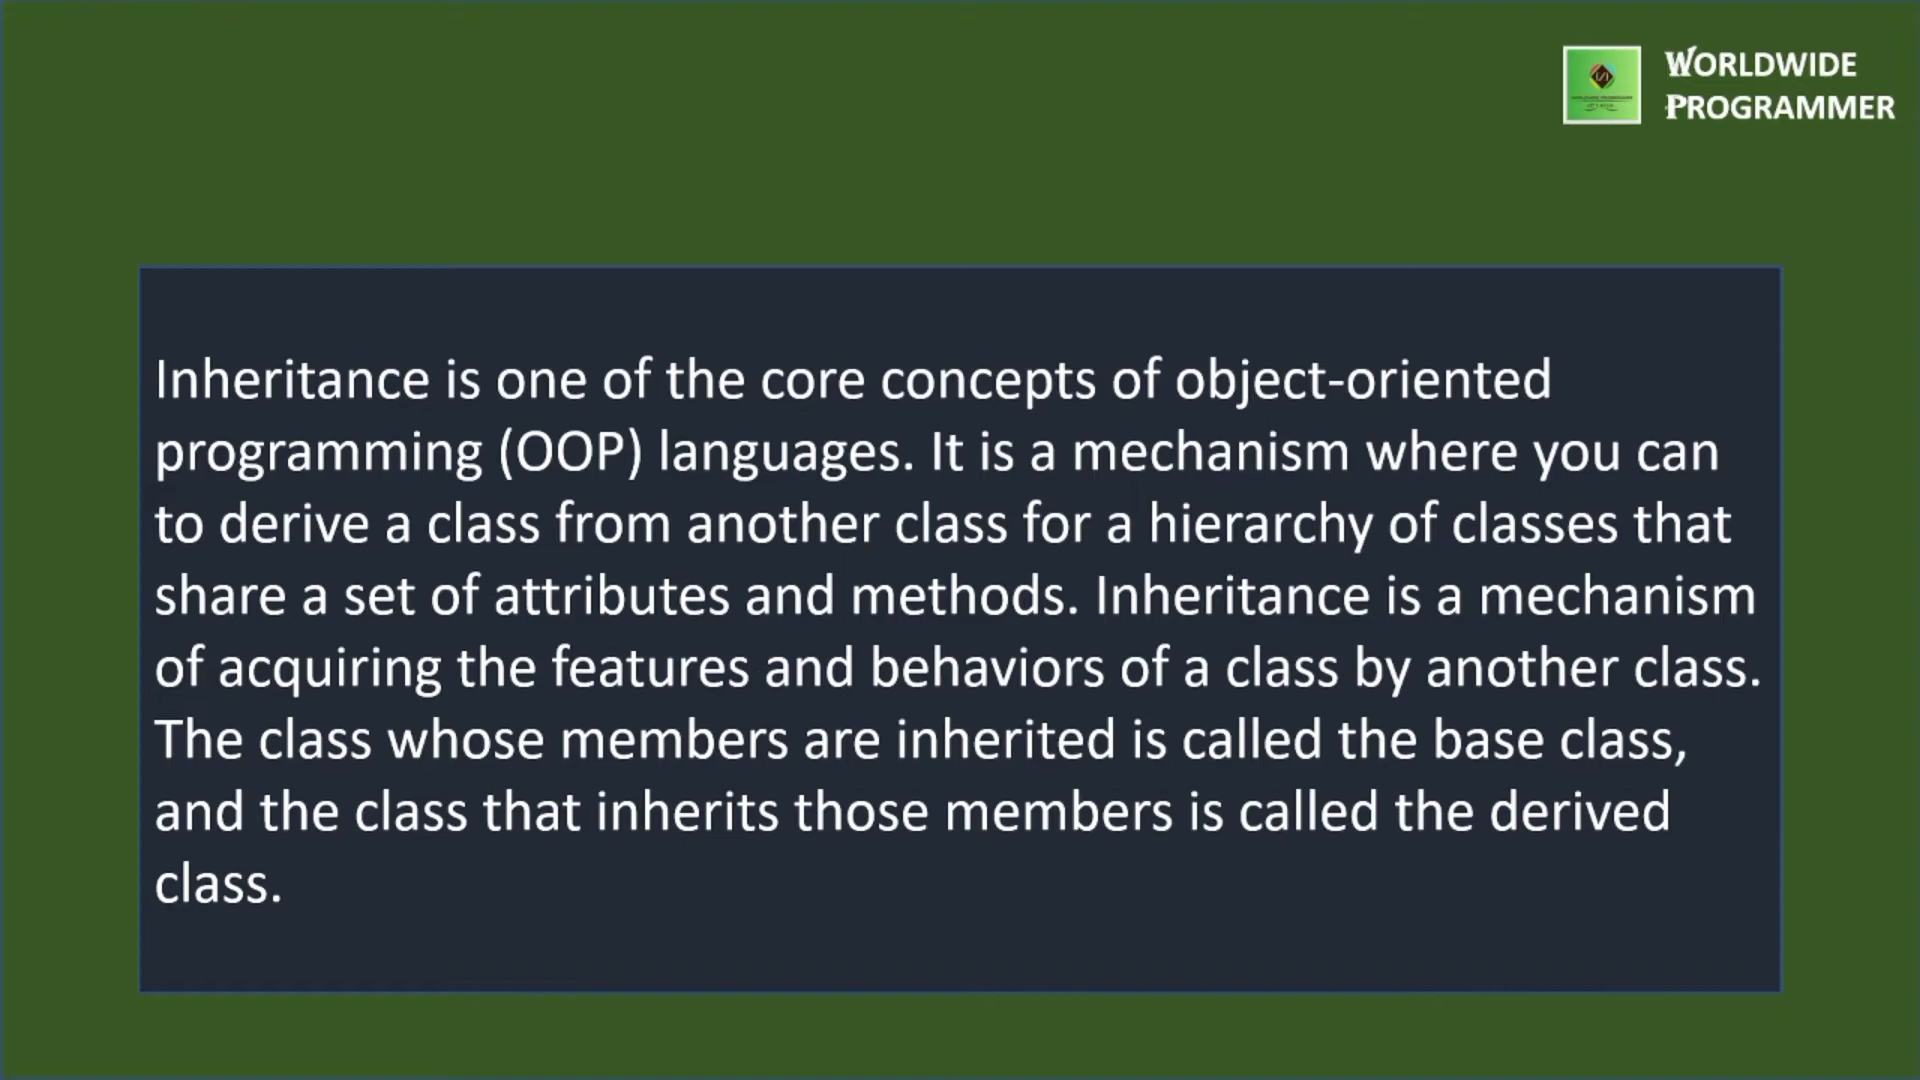 WORLDWIDE
PROGRAMMER
Inheritance is one of the core concepts of object-oriented
programming (OOP) languages. It is a mechanism where you can
to derive a class from another class for a hierarchy of classes that
share a set of attributes and methods. Inheritance is a mechanism
of acquiring the features and behaviors of a class by another class.
The class whose members are inherited is called the base class,
and the class that inherits those members is called the derived
class.